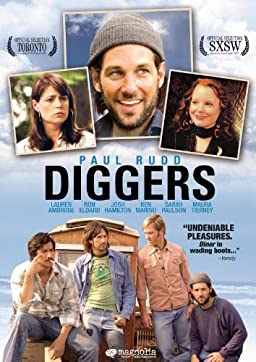 OFFICIAL SELECTION
TORONTO
OFFICIAL SELECTION
SXSW
PAUL RUDD
DIGGERS
LAUREN AMBROSE
RON ELDARD
JOSH HAMILTON
KEN MARINO
SARAH PAULSON
MAURA TIERNEY
"UNDENIABLE
PLEASURES.
Diner in
wading boots..."
-Variety
magnolia